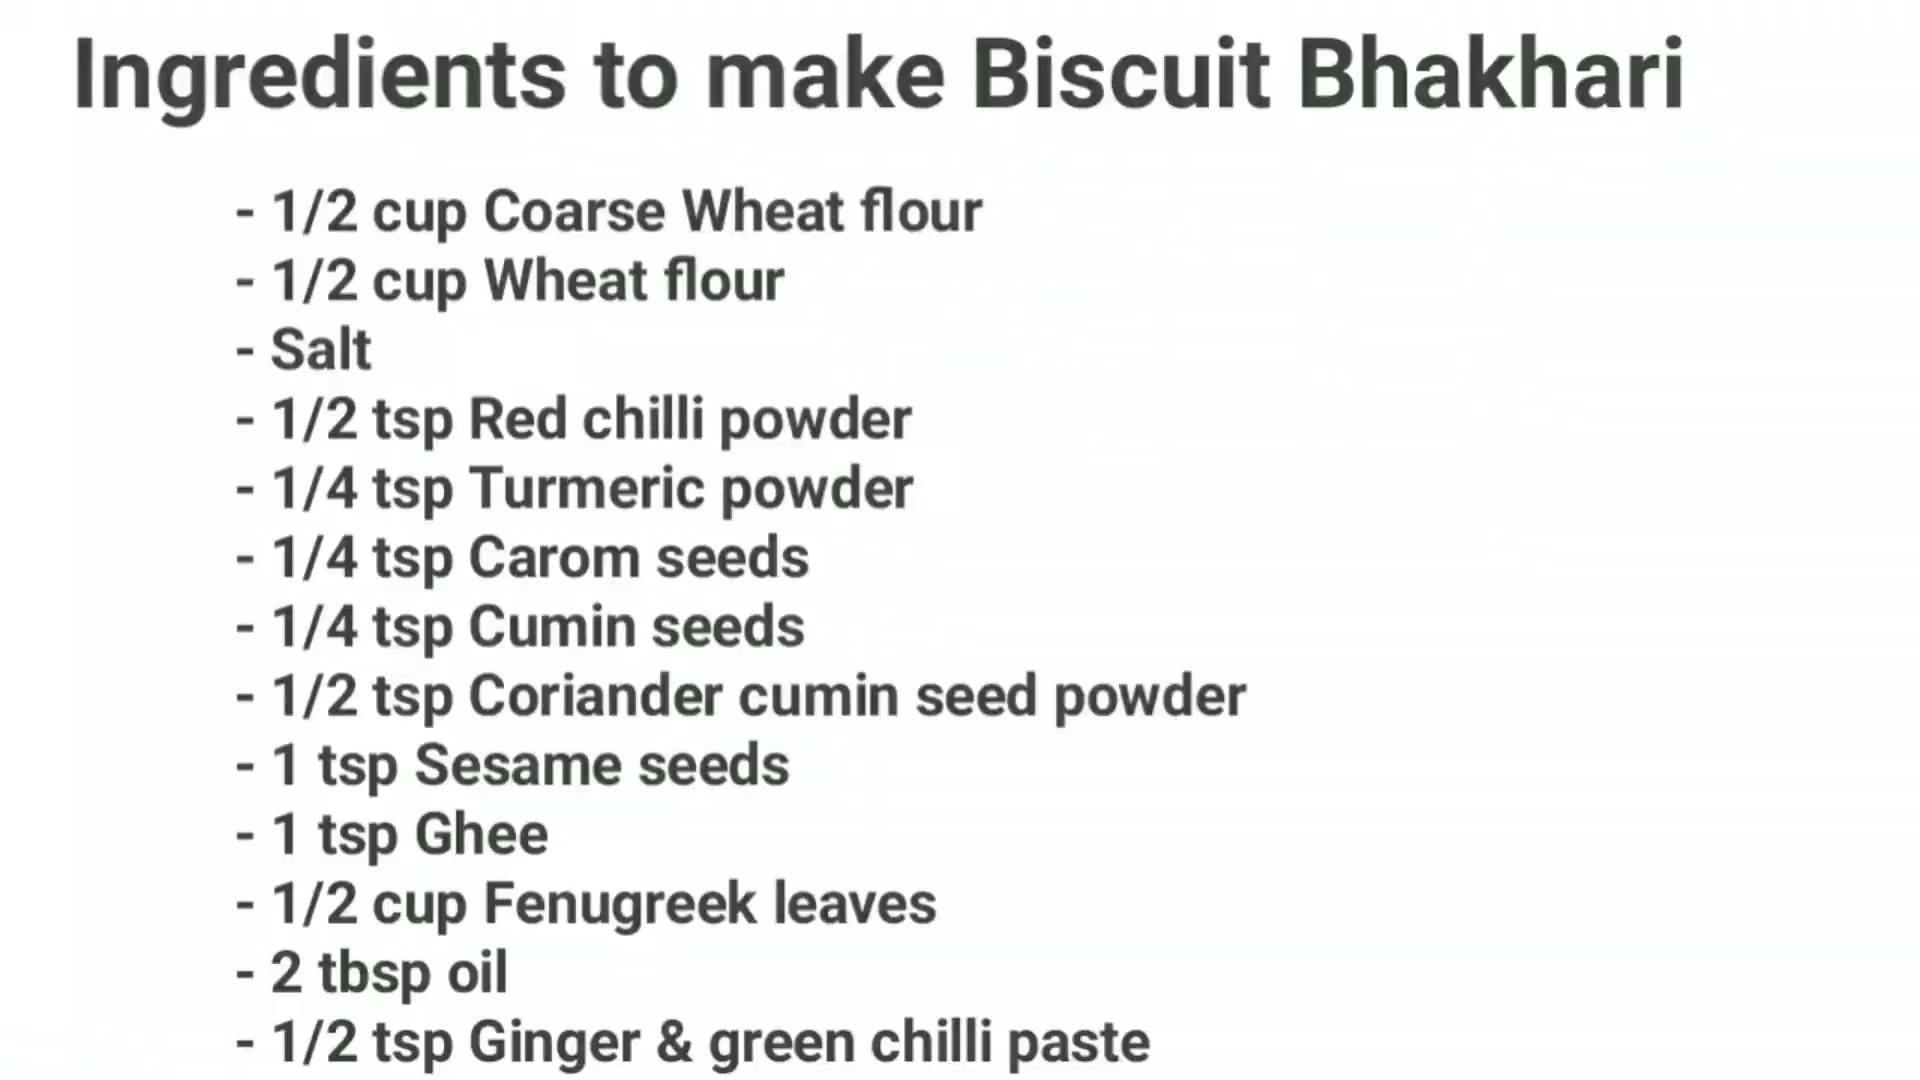 Ingredients to make Biscuit Bhakhari
- 1/2 cup Coarse Wheat flour
- 1/2 cup Wheat flour
- Salt
- 1/2 tsp Red chilli powder
- 1/4 tsp Turmeric powder
- 1/4 tsp Carom seeds
- 1/4 tsp Cumin seeds
- 1/2 tsp Coriander cumin seed powder
- 1 tsp Sesame seeds
- 1 tsp Ghee
- 1/2 cup Fenugreek leaves
- 2 tbsp oil
- 1/2 tsp Ginger & green chilli paste